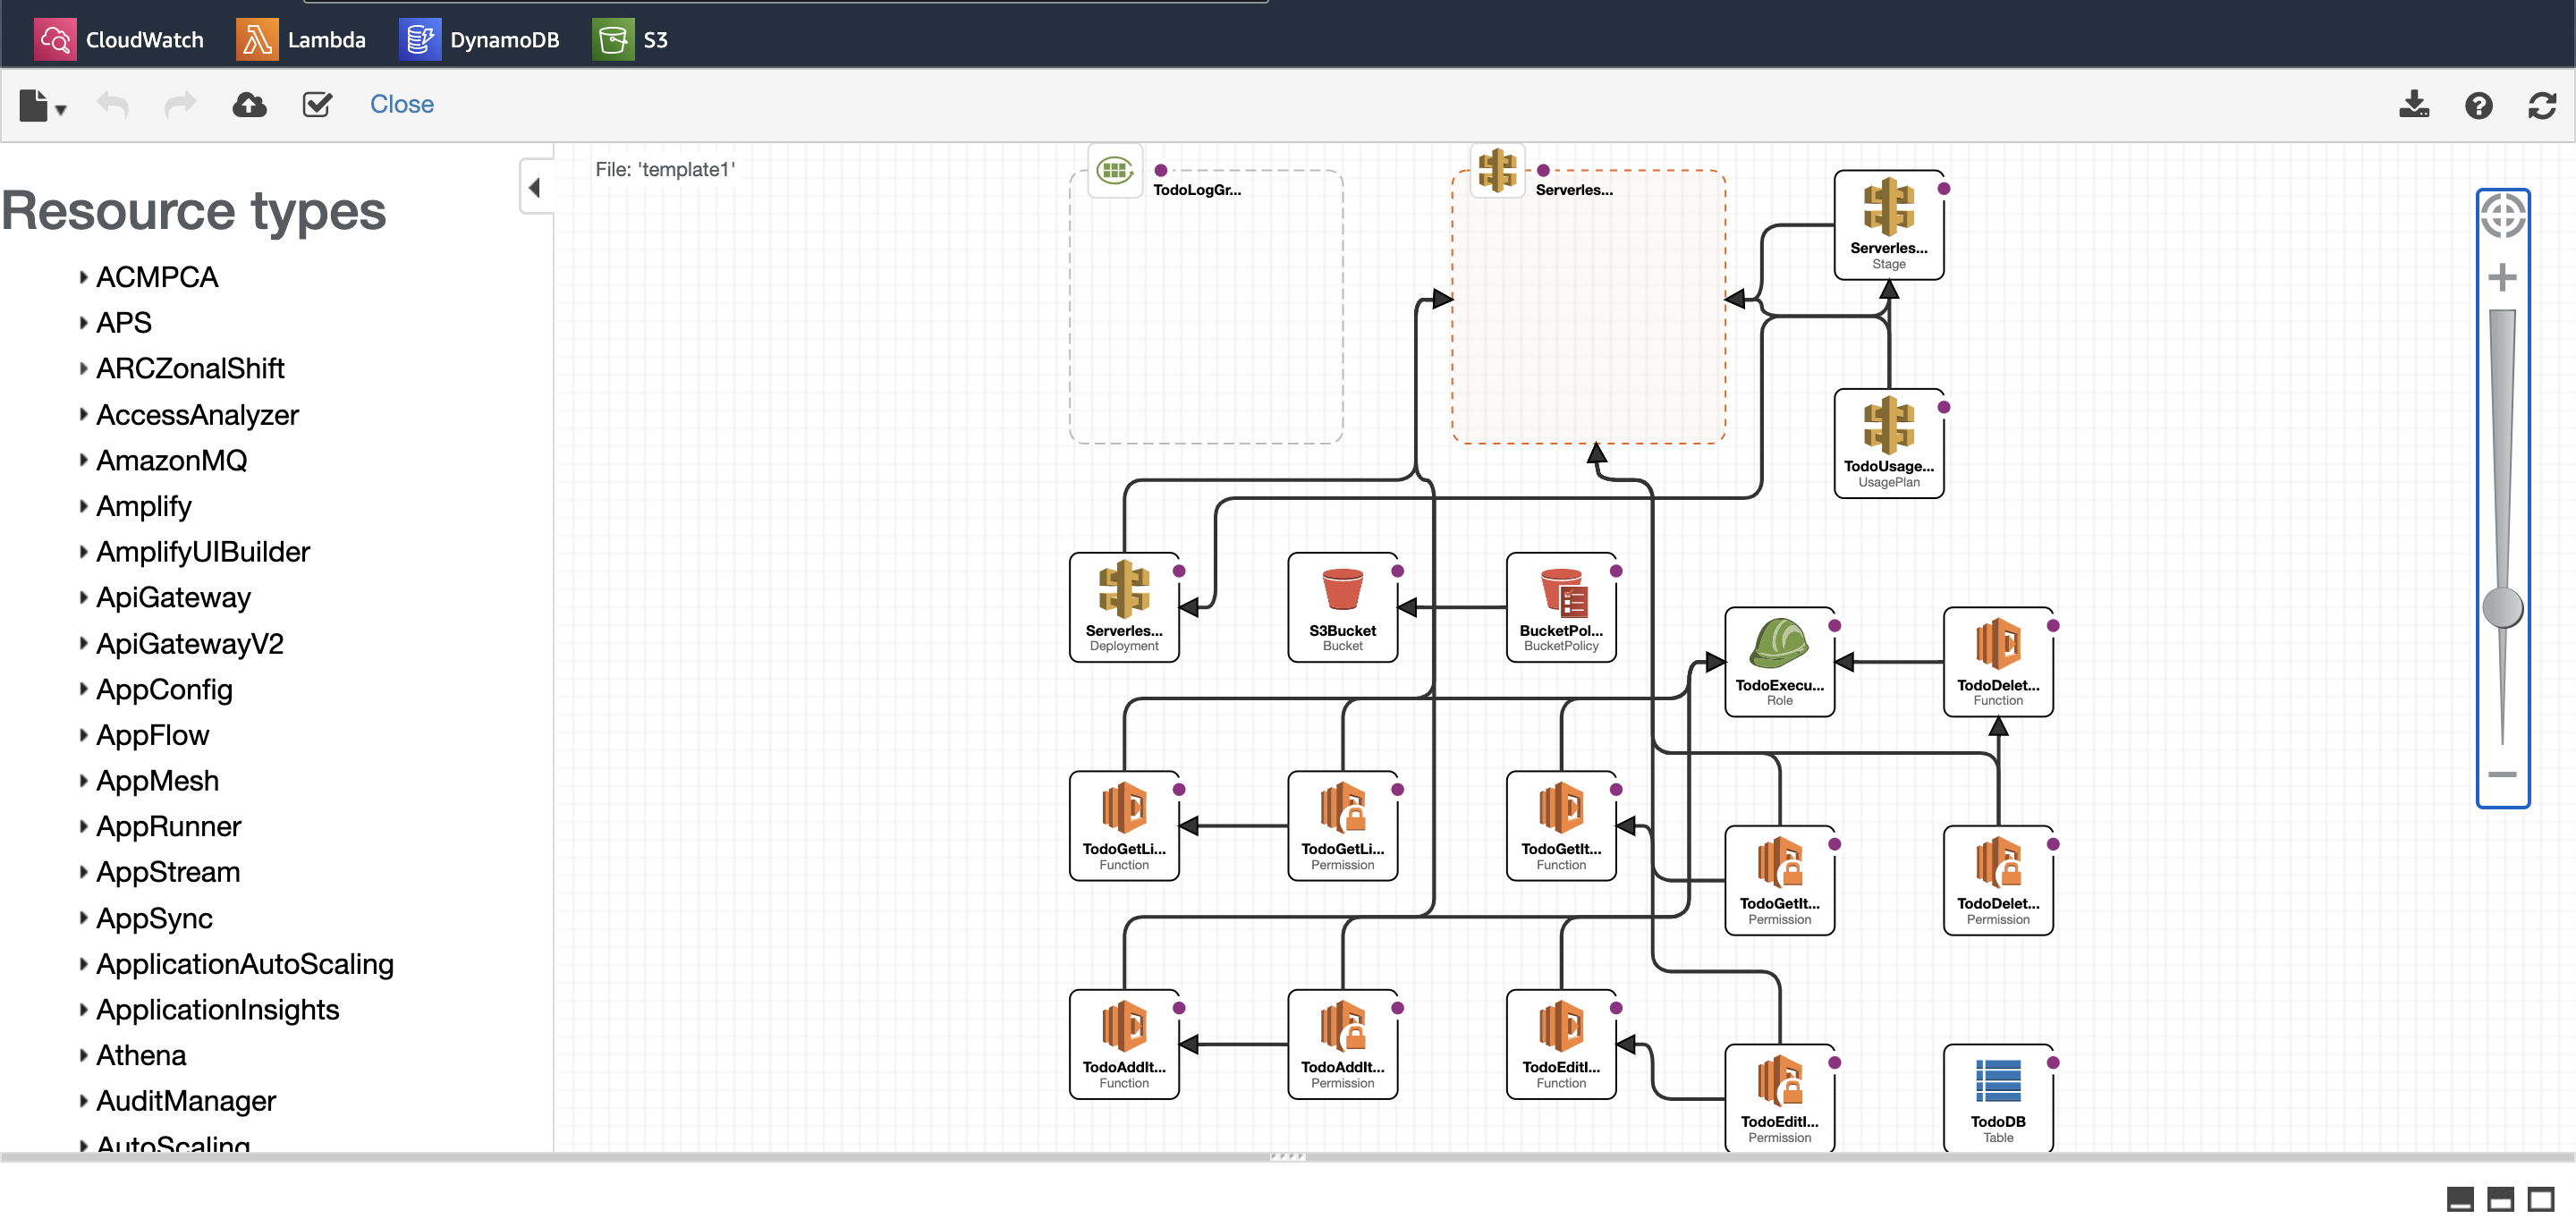 CloudWatch Lambda DynamoDB S3
Close
File: 'template1'
Resource types
ACMPCA
APS
ARCZonalShift
AccessAnalyzer
AmazonMQ
Amplify
AmplifyUIBuilder
ApiGateway
ApiGatewayV2
AppConfig
AppFlow
AppMesh
AppRunner
AppStream
AppSync
ApplicationAutoScaling
ApplicationInsights
Athena
AuditManager
AutoScaling
TodoLogGr...
Serverles...
Serverles...
Stage
TodoUsage...
UsagePlan
Serverles...
Deployment
S3Bucket
Bucket
BucketPol...
BucketPolicy
TodoExecu...
Role
TodoDelet...
Function
TodoGetLi...
Function
TodoGetLi...
Permission
TodoGetIt...
Function
TodoGetIt...
Permission
TodoDelet...
Permission
TodoAddIt...
Function
TodoAddIt...
Permission
TodoEditI...
Function
TodoEditI...
Permission
TodoDB
Table